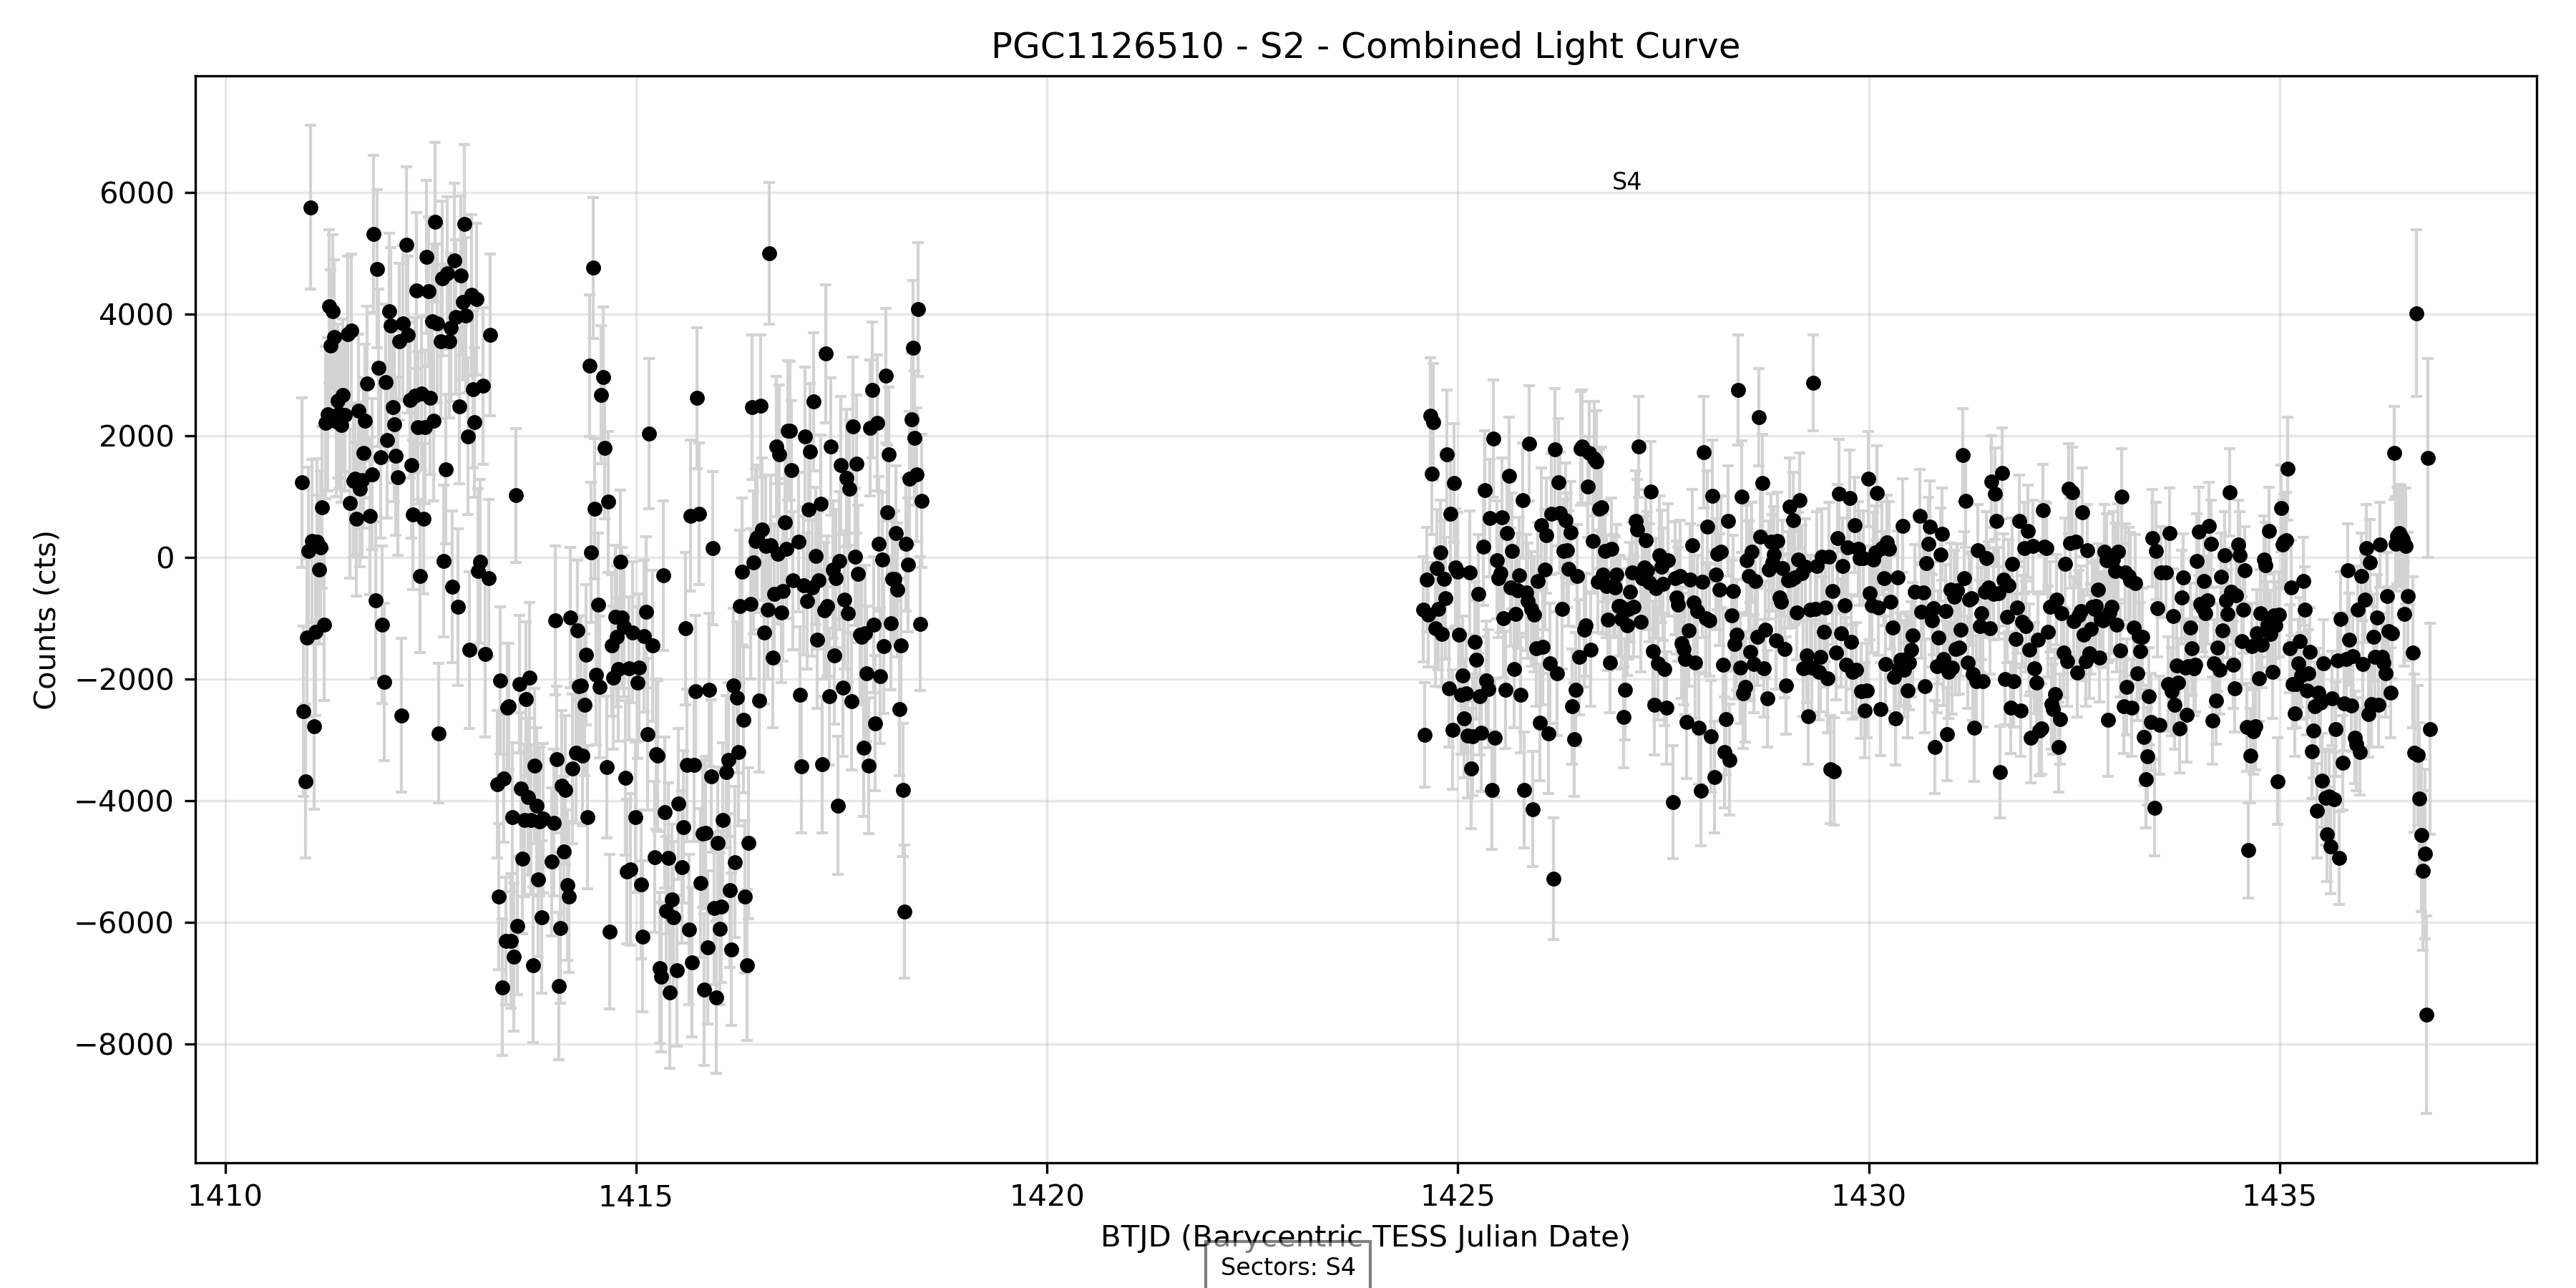 PGC1126510 - S2 - Combined Light Curve
S4
6000
4000
2000
0
−2000
−4000
−6000
−8000
Counts (cts)
1410
1415
1420
1425
1430
1435
BTJD (Barycentric TESS Julian Date)
Sectors: S4